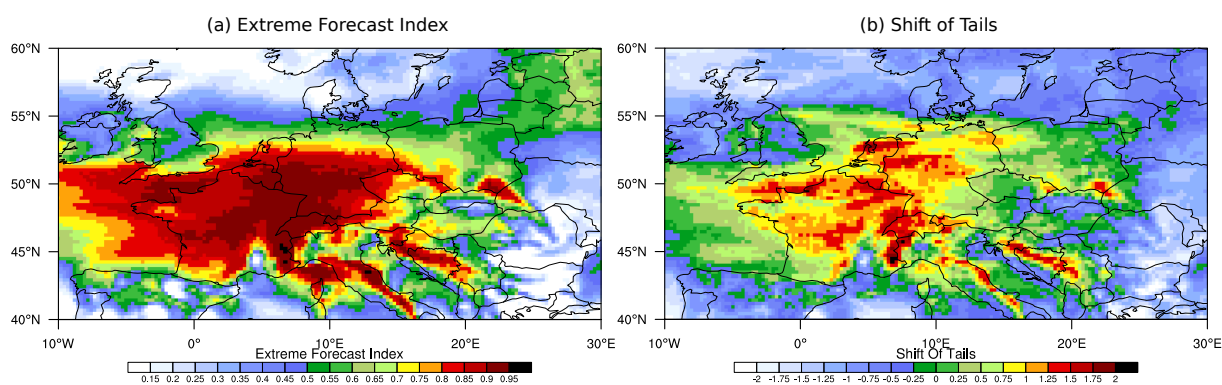 (a) Extreme Forecast Index
(b) Shift of Tails
60°N
55°N
50°N
45°N
40°N
10°W 0° 10°E 20°E 30°E
Extreme Forecast Index
0.15 0.2 0.25 0.3 0.35 0.4 0.45 0.5 0.55 0.6 0.65 0.7 0.75 0.8 0.85 0.9 0.95
60°N
55°N
50°N
45°N
40°N
10°W 0° 10°E 20°E 30°E
Shift Of Tails
-2 -1.75 -1.5 -1.25 -1 -0.75 -0.5 -0.25 0 0.25 0.5 0.75 1 1.25 1.5 1.75 2